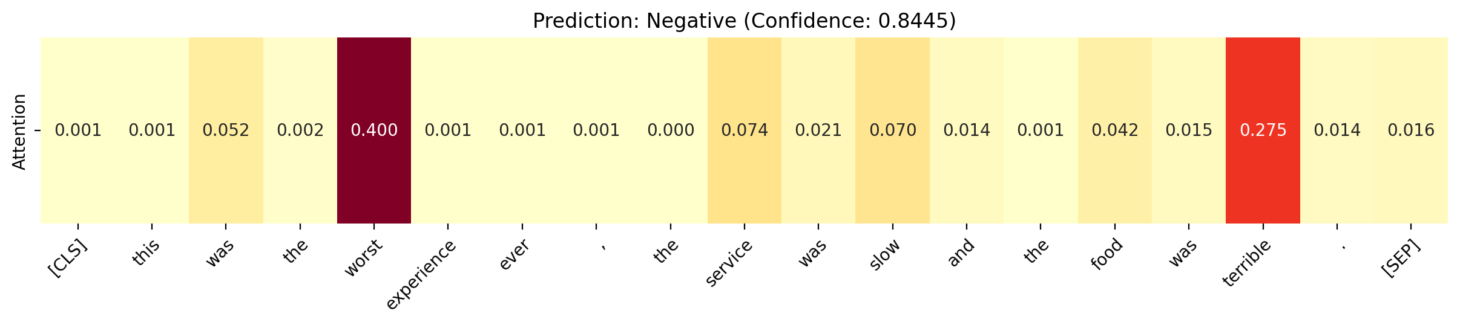 Prediction: Negative (Confidence: 0.8445)
Attention
0.001 0.001 0.052 0.002 0.400 0.001 0.001 0.001 0.000 0.074 0.021 0.070 0.014 0.001 0.042 0.015 0.275 0.014 0.016
[CLS] this was the worst experience ever , the service was slow and the food was terrible . [SEP]